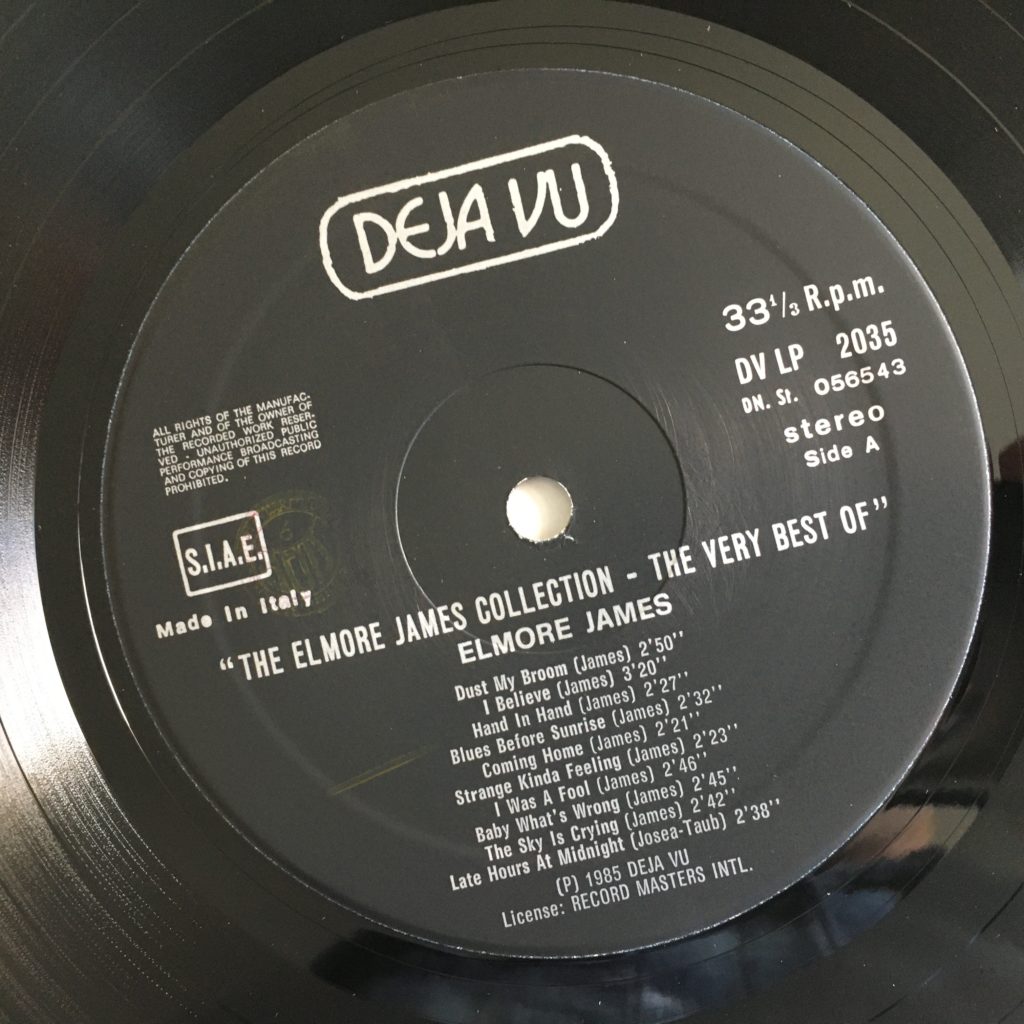 DEJA VU
33 1/3 R.p.m.
DV LP 2035
DN. St. 056543
stereo
Side A
ALL RIGHTS OF THE MANUFAC-
TURER AND OF THE OWNER OF
THE RECORDED WORK RESER-
VED - UNAUTHORIZED PUBLIC
PERFORMANCE BROADCASTING
AND COPYING OF THIS RECORD
PROHIBITED.
S.I.A.E.
Made In Italy
“THE ELMORE JAMES COLLECTION - THE VERY BEST OF”
ELMORE JAMES
Dust My Broom (James) 2'50''
I Believe (James) 3'20''
Hand In Hand (James) 2'27''
Blues Before Sunrise (James) 2'32''
Coming Home (James) 2'21''
Strange Kinda Feeling (James) 2'23''
I Was A Fool (James) 2'46''
Baby What's Wrong (James) 2'45''
The Sky Is Crying (James) 2'42''
Late Hours At Midnight (Josea-Taub) 2'38''
(P) 1985 DEJA VU
License: RECORD MASTERS INTL.